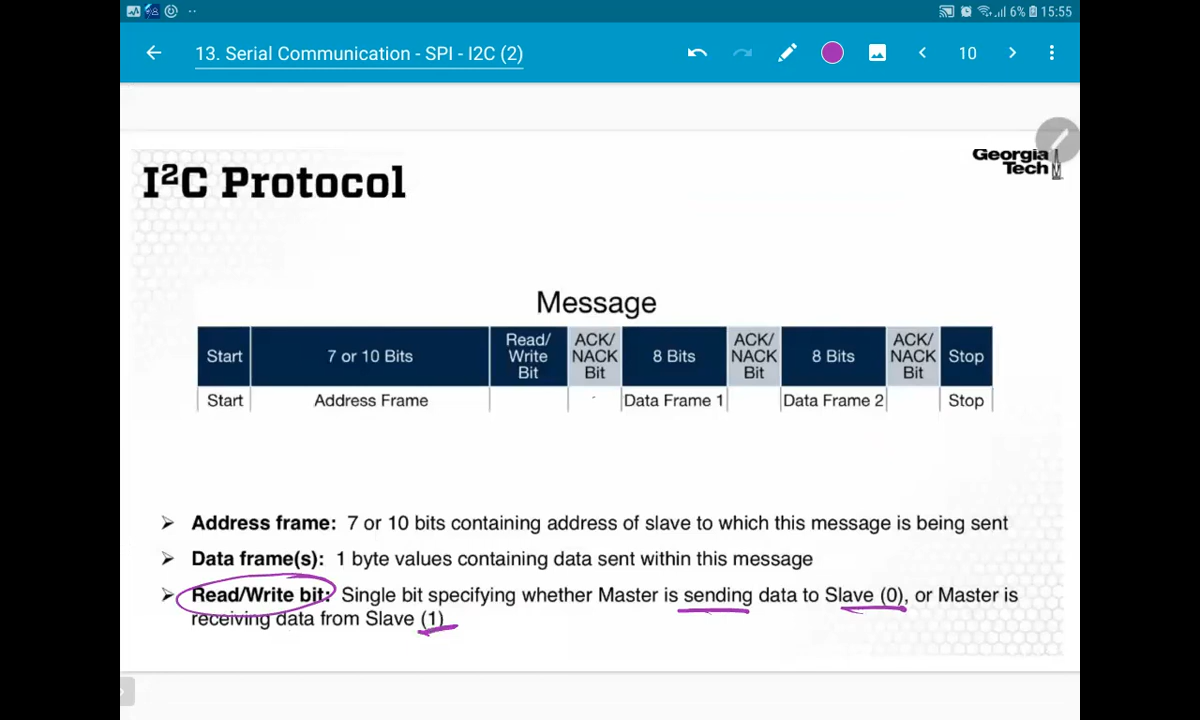 6% 15:55
13. Serial Communication - SPI - I2C (2)
10
Georgia
Tech
I²C Protocol
Message
Start 7 or 10 Bits Read/ Write Bit ACK/ NACK Bit 8 Bits ACK/ NACK Bit 8 Bits ACK/ NACK Bit Stop
Start Address Frame Data Frame 1 Data Frame 2 Stop
Address frame: 7 or 10 bits containing address of slave to which this message is being sent
Data frame(s): 1 byte values containing data sent within this message
Read/Write bit: Single bit specifying whether Master is sending data to Slave (0), or Master is
receiving data from Slave (1)